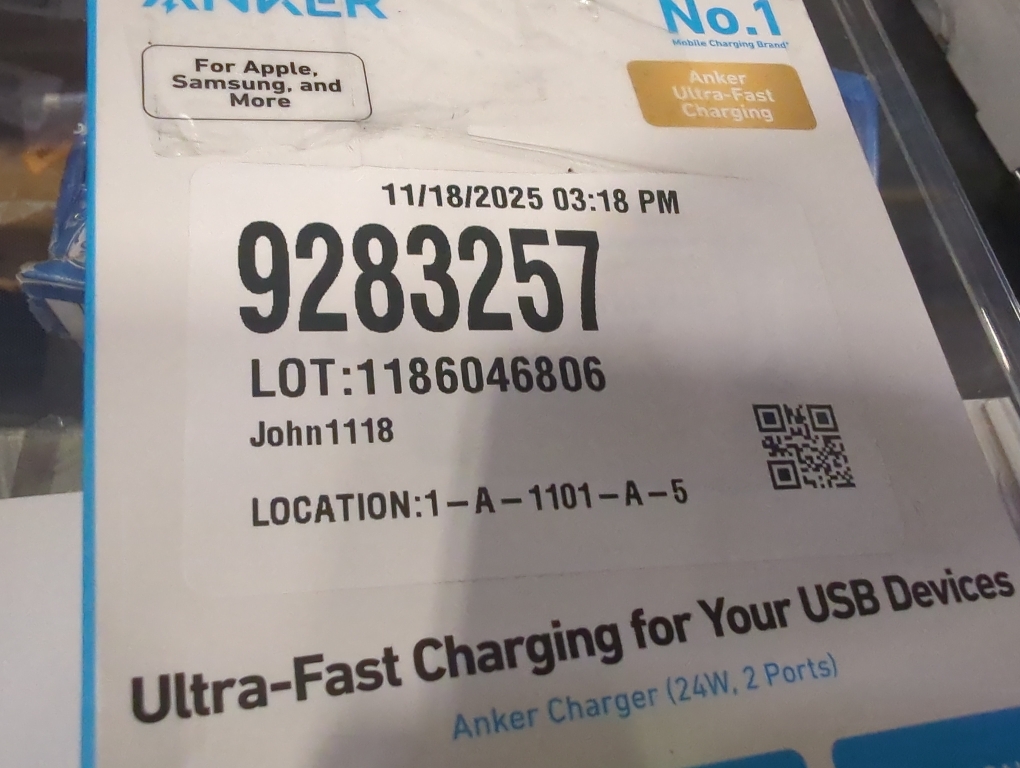 ANKER
No.1
Mobile Charging Brand*
For Apple,
Samsung, and
More
Anker
Ultra-Fast
Charging
11/18/2025 03:18 PM
9283257
LOT:1186046806
John1118
LOCATION:1-A-1101-A-5
Ultra-Fast Charging for Your USB Devices
Anker Charger (24W, 2 Ports)